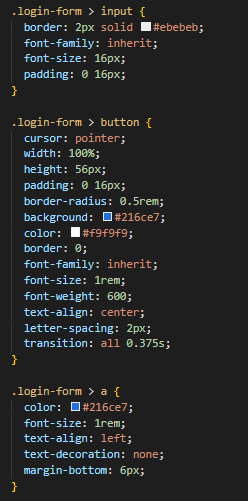 .login-form > input {
border: 2px solid #ebebeb;
font-family: inherit;
font-size: 16px;
padding: 0 16px;
}
.login-form > button {
cursor: pointer;
width: 100%;
height: 56px;
padding: 0 16px;
border-radius: 0.5rem;
background: #216ce7;
color: #f9f9f9;
border: 0;
font-family: inherit;
font-size: 1rem;
font-weight: 600;
text-align: center;
letter-spacing: 2px;
transition: all 0.375s;
}
.login-form > a {
color: #216ce7;
font-size: 1rem;
text-align: left;
text-decoration: none;
margin-bottom: 6px;
}